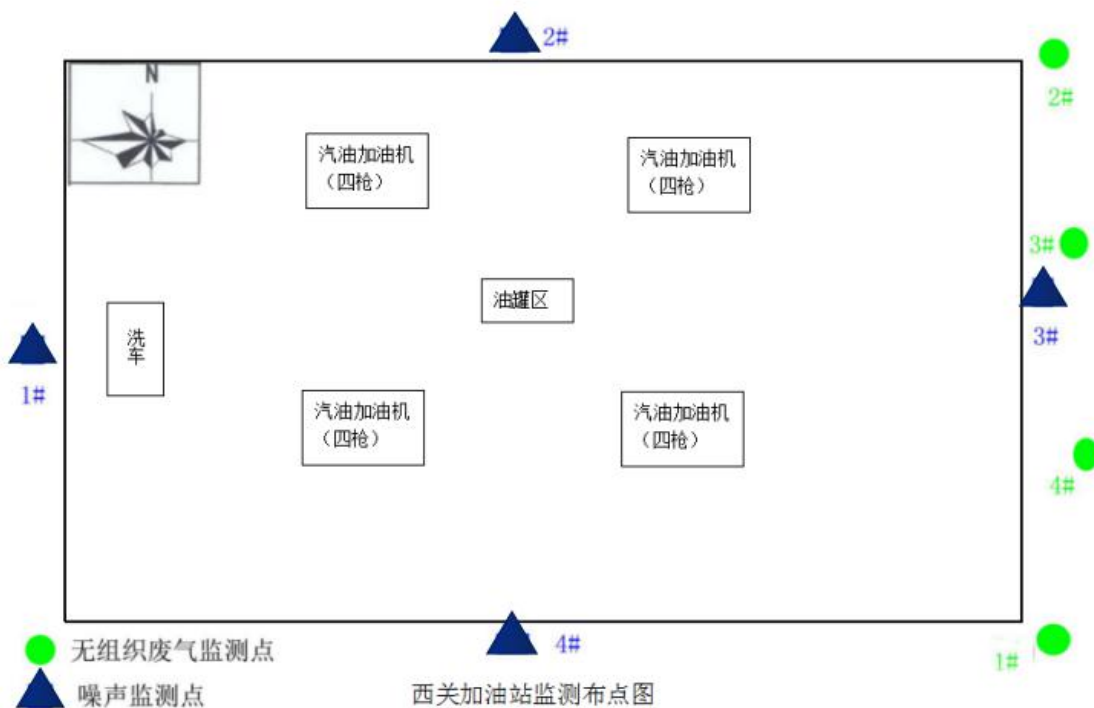 2#
N
2#
汽油加油机
（四枪）
汽油加油机
（四枪）
3#
油罐区
洗车
3#
1#
汽油加油机
（四枪）
汽油加油机
（四枪）
4#
无组织废气监测点
4#
1#
噪声监测点
西关加油站监测布点图